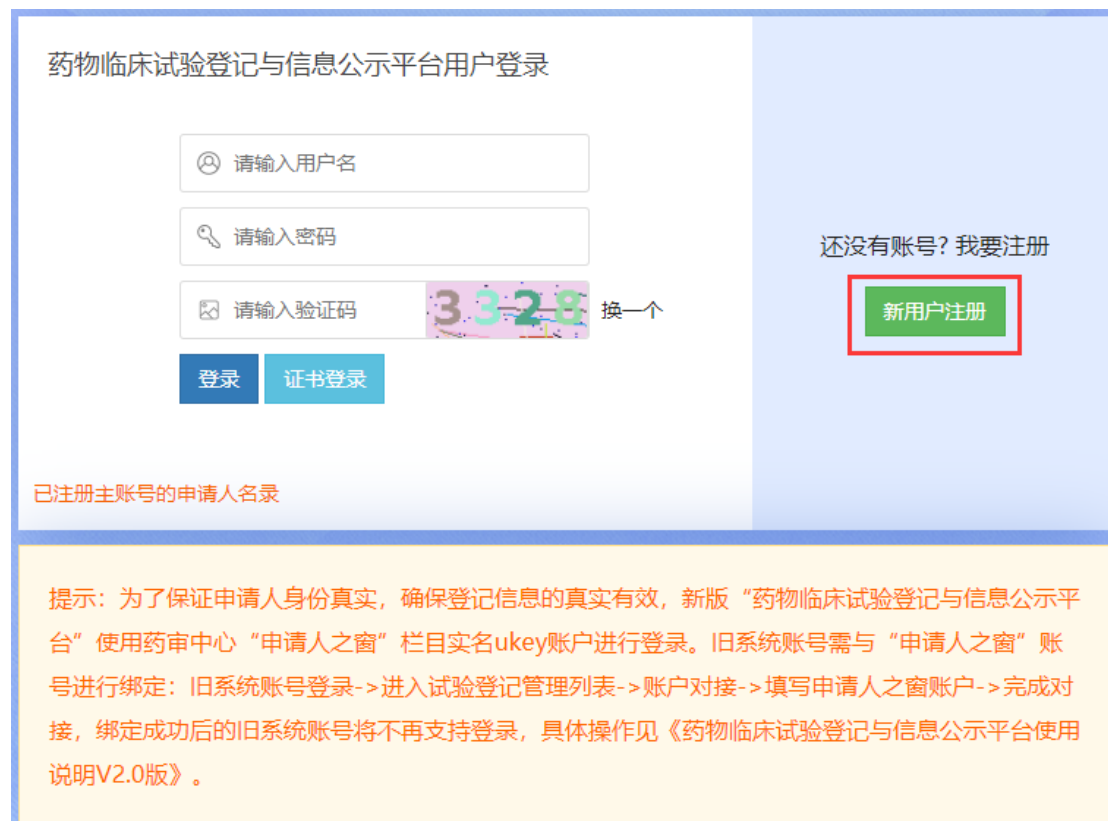 药物临床试验登记与信息公示平台用户登录
请输入用户名
请输入密码
还没有账号?我要注册
请输入验证码
3328
换一个
新用户注册
登录
证书登录
已注册主账号的申请人名录
提示：为了保证申请人身份真实，确保登记信息的真实有效，新版“药物临床试验登记与信息公示平
台”使用药审中心“申请人之窗”栏目实名ukey账户进行登录。旧系统账号需与“申请人之窗”账
号进行绑定：旧系统账号登录->进入试验登记管理列表->账户对接->填写申请人之窗账户->完成对
接，绑定成功后的旧系统账号将不再支持登录，具体操作见《药物临床试验登记与信息公示平台使用
说明V2.0版》。